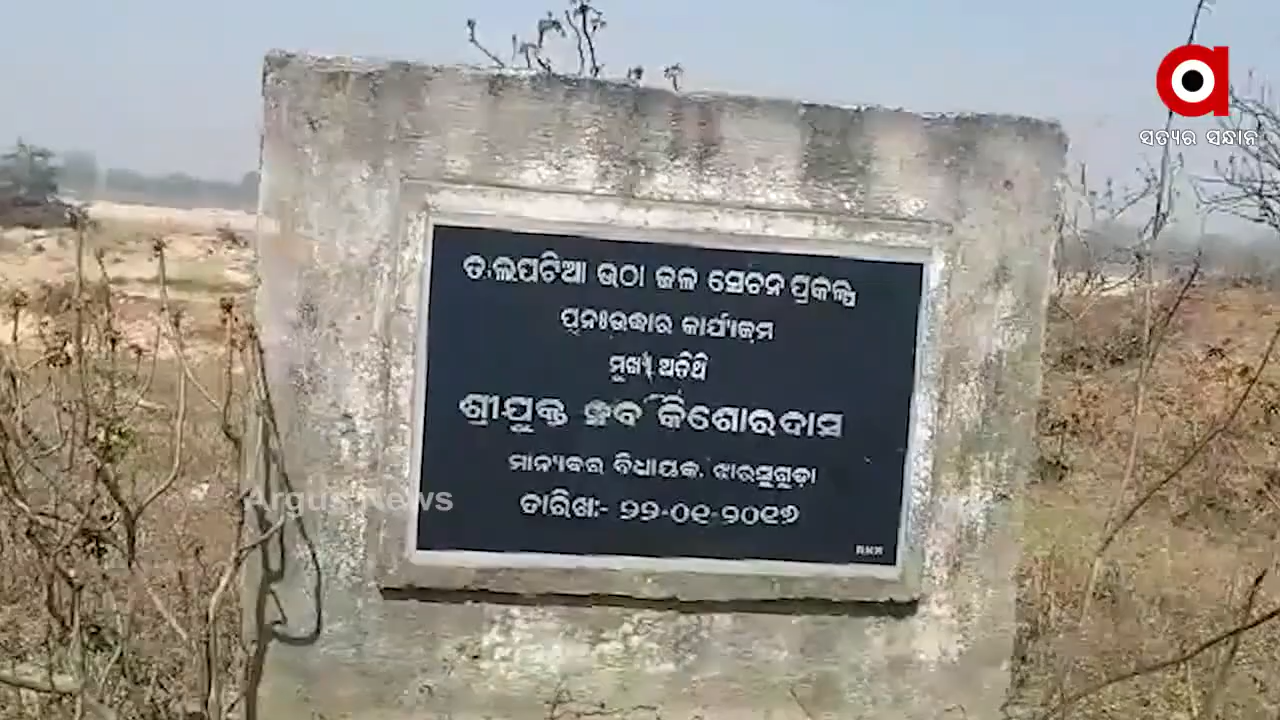 ସତ୍ୟର ସନ୍ଧାନ
ତ.ଲପଟିଆ ଉଠା ଜଳ ସେଚନ ପ୍ରକଳ୍ପ
ପୂନଃଉଦ୍ଧାର କାର୍ଯ୍ୟକ୍ରମ
ମୁଖ୍ୟ ଅତିଥି
ଶ୍ରୀଯୁକ୍ତ ନବ କିଶୋର ଦାସ
ମାନ୍ୟବର ବିଧାୟକ, ଝାରସୁଗୁଡ଼ା
ତାରିଖ:- ୨୨-୦୧-୨୦୧୬
Argus News